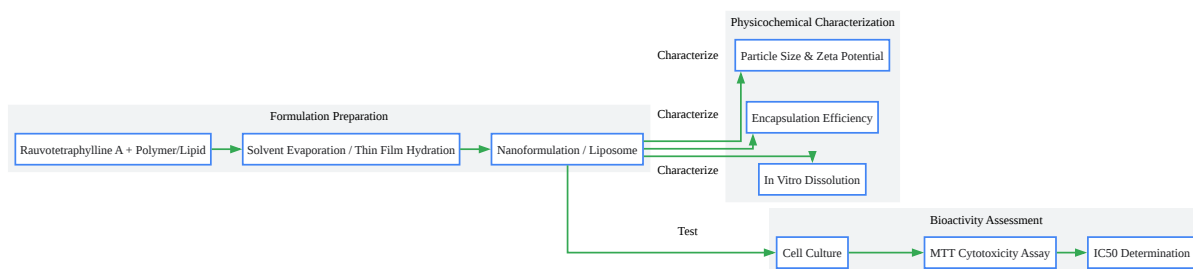 Physicochemical Characterization
Characterize
Particle Size & Zeta Potential
Characterize
Encapsulation Efficiency
Formulation Preparation
Rauvotetraphylline A + Polymer/Lipid
Solvent Evaporation / Thin Film Hydration
Nanoformulation / Liposome
Characterize
In Vitro Dissolution
Bioactivity Assessment
Test
Cell Culture
MTT Cytotoxicity Assay
IC50 Determination